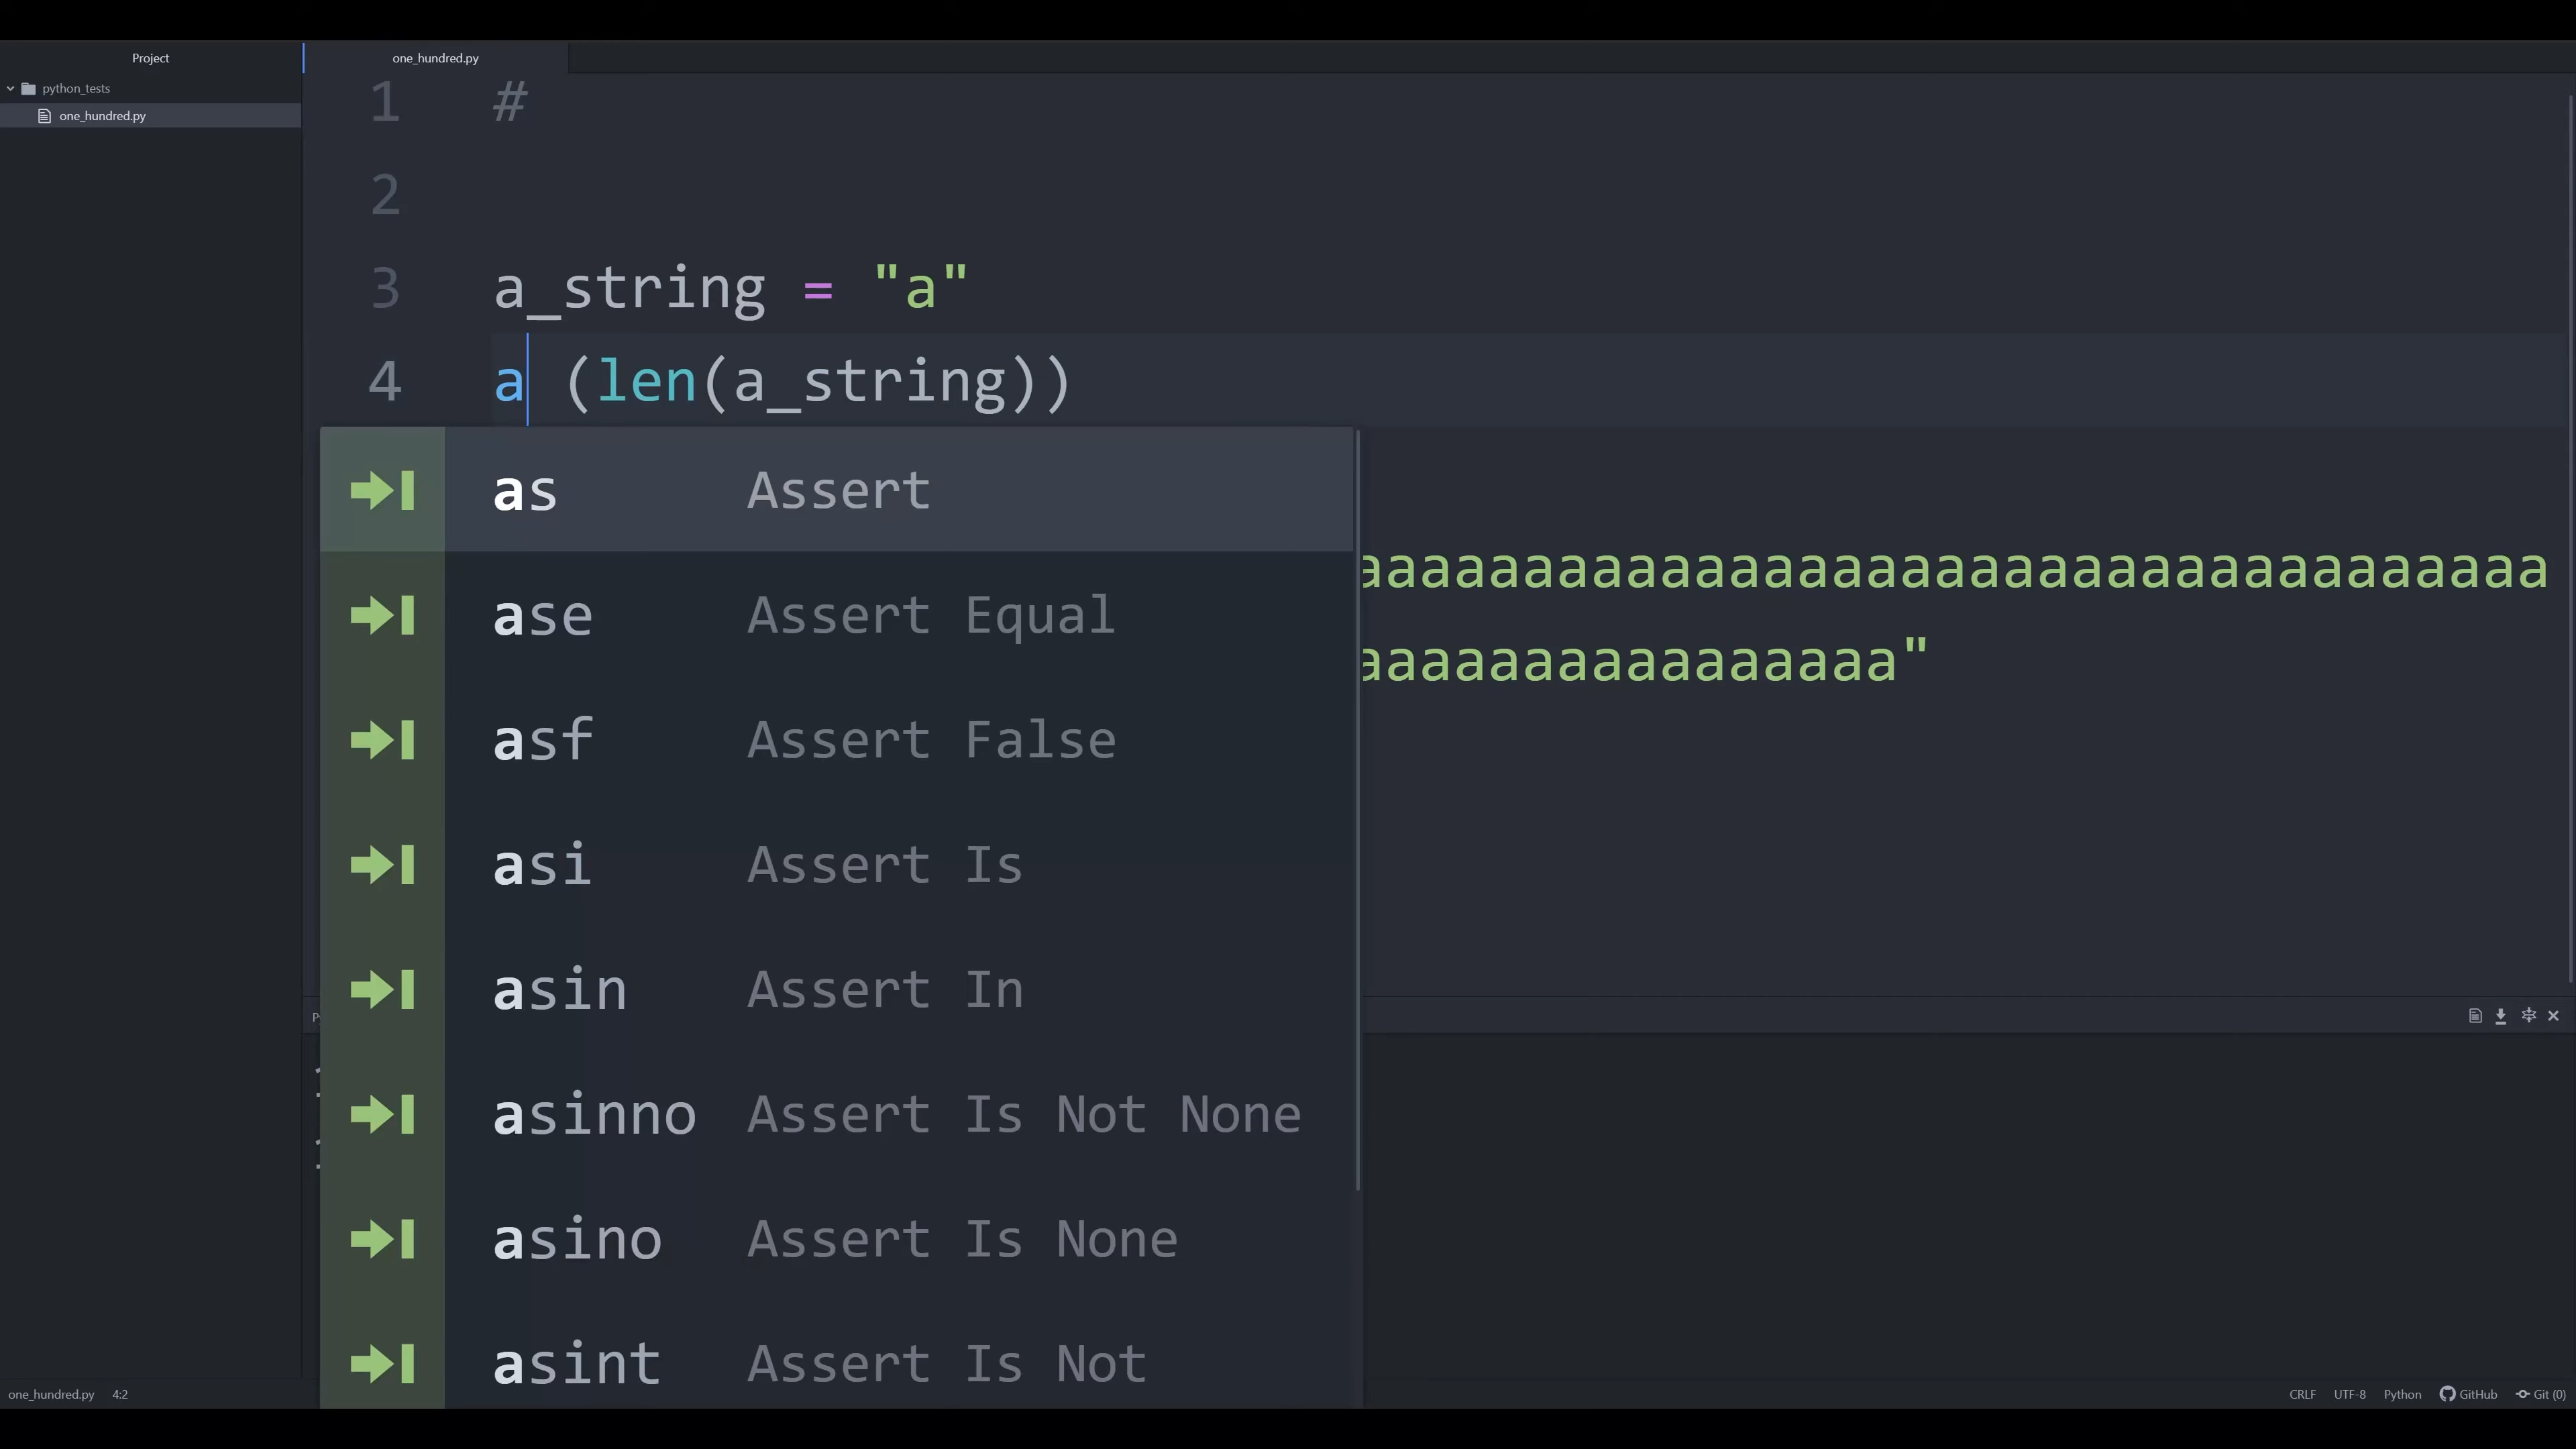 Project
one_hundred.py
python_tests
one_hundred.py
1 #
2
3 a_string = "a"
4 a (len(a_string))
as Assert
ase Assert Equal
asf Assert False
asi Assert Is
asin Assert In
asinno Assert Is Not None
asino Assert Is None
asint Assert Is Not
aaaaaaaaaaaaaaaaaaaaaaaaaaaaaaaaaaa
aaaaaaaaaaaaaaaa"
one_hundred.py 4:2
CRLF UTF-8 Python GitHub Git (0)